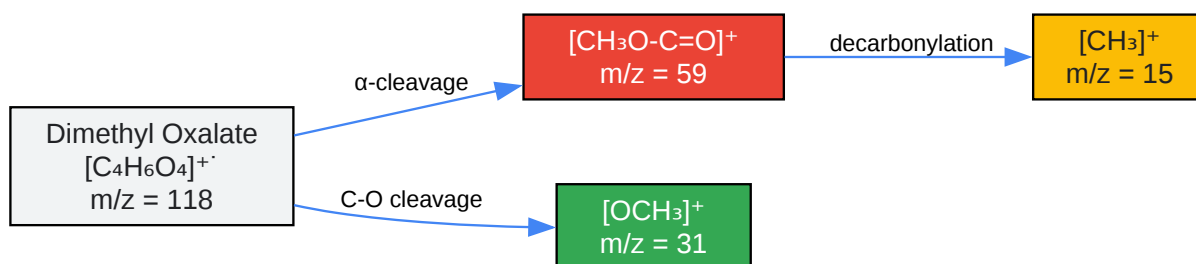 [CH₃O-C=O]⁺
m/z = 59
decarbonylation
[CH₃]⁺
m/z = 15
α-cleavage
Dimethyl Oxalate
[C₄H₆O₄]⁺˙
m/z = 118
C-O cleavage
[OCH₃]⁺
m/z = 31